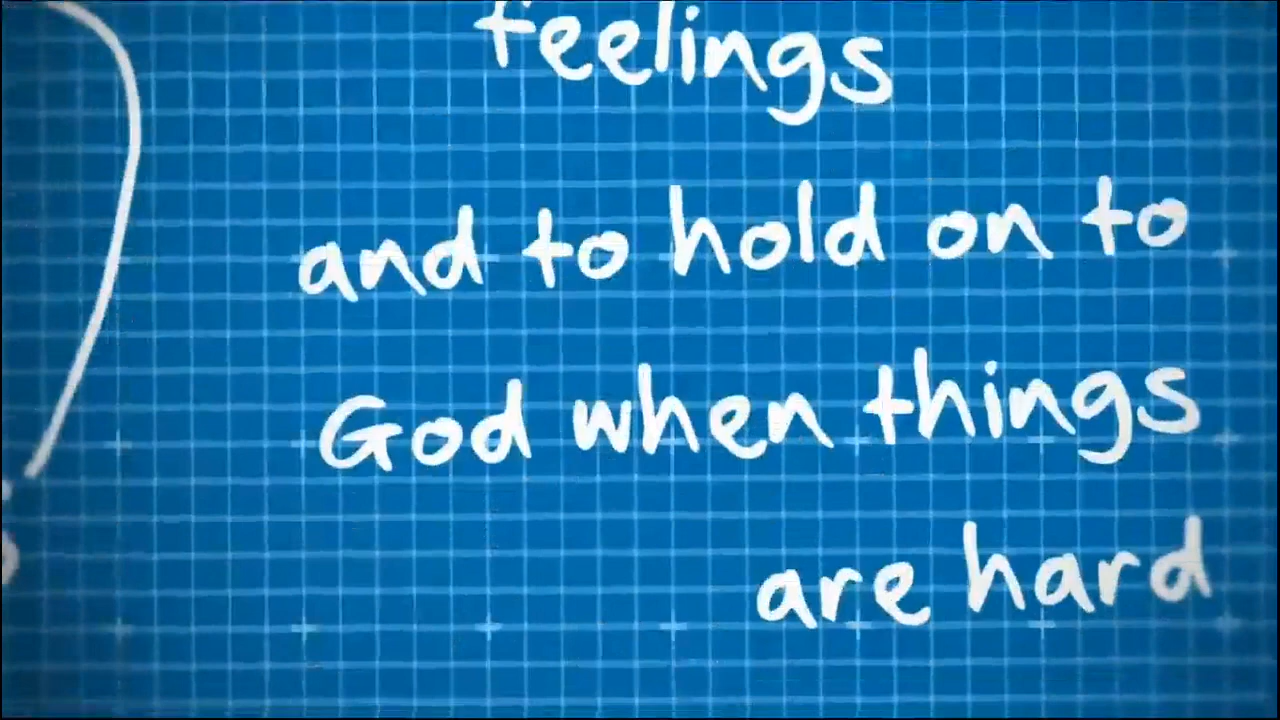 feelings
and to hold on to
God when things
are hard